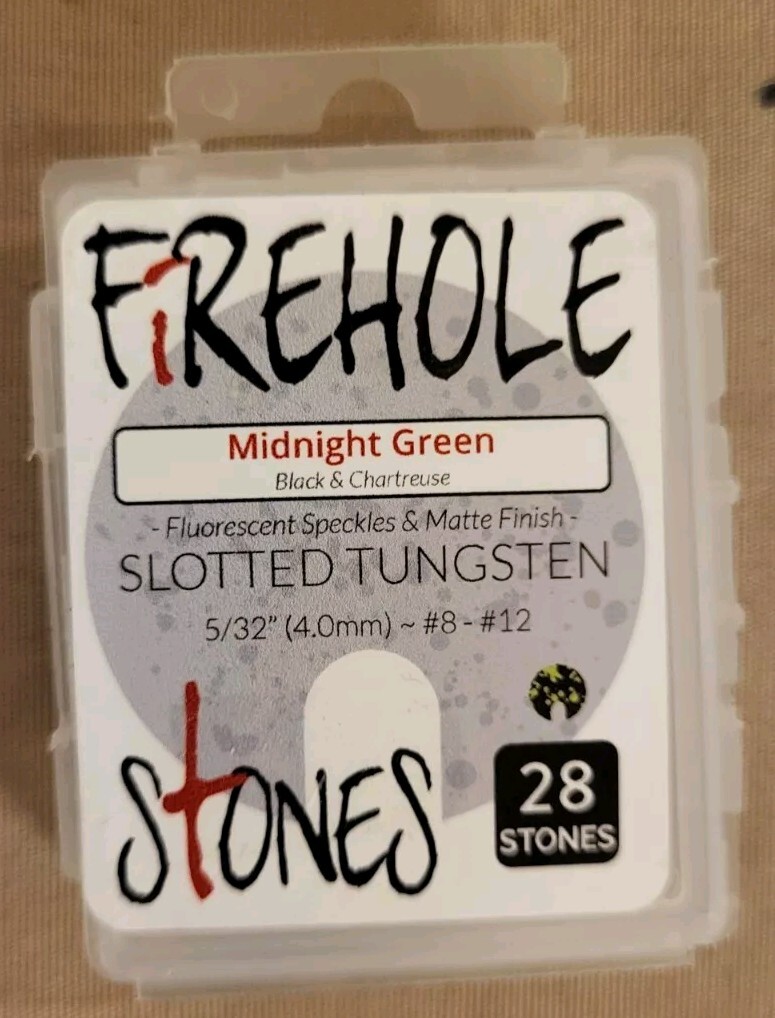 FiREHOLE
Midnight Green
Black & Chartreuse
- Fluorescent Speckles & Matte Finish -
SLOTTED TUNGSTEN
5/32" (4.0mm) ~ #8 - #12
StONES
28
STONES